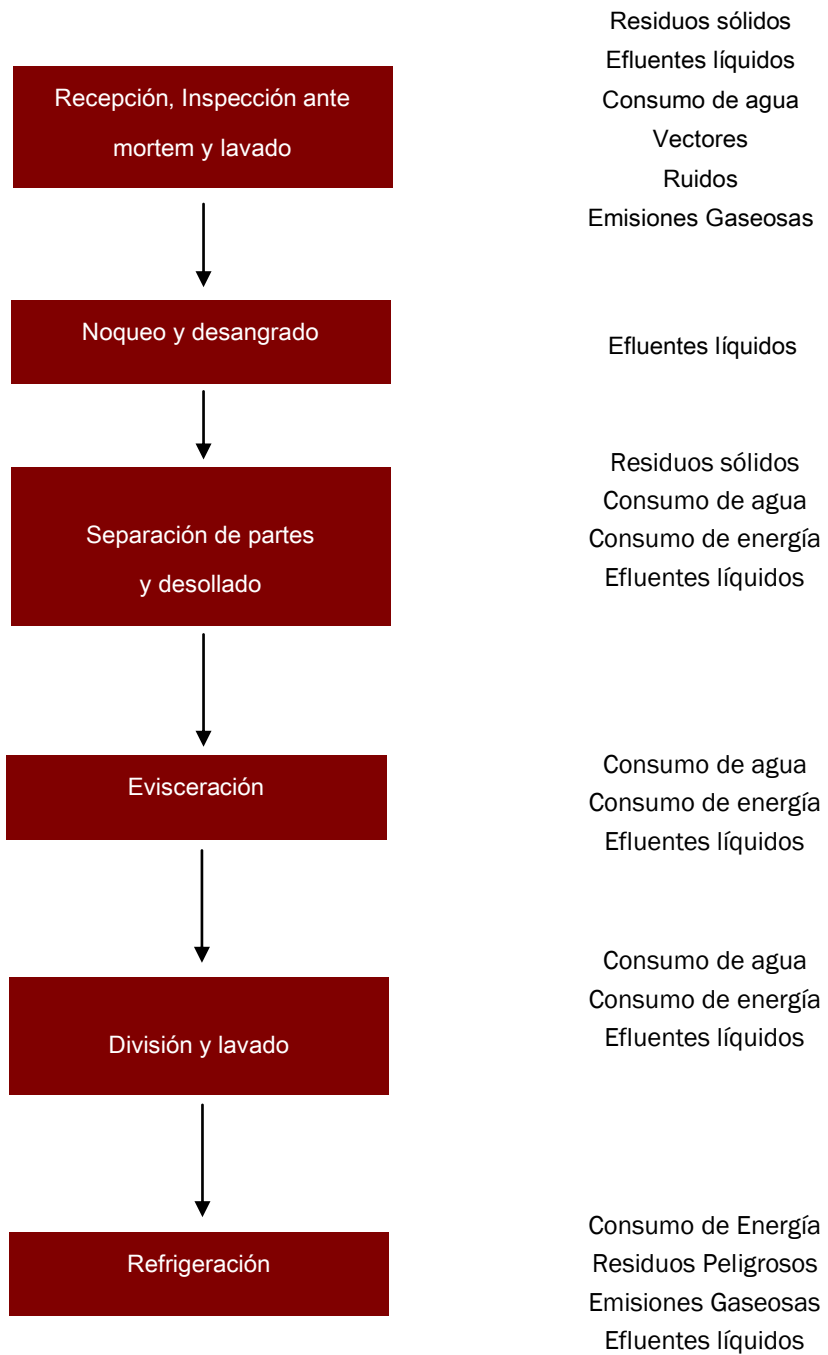 Residuos sólidos
Efluentes líquidos
Consumo de agua
Vectores
Ruidos
Emisiones Gaseosas
Recepción, Inspección ante
mortem y lavado
Noqueo y desangrado
Efluentes líquidos
Separación de partes
y desollado
Residuos sólidos
Consumo de agua
Consumo de energía
Efluentes líquidos
Evisceración
Consumo de agua
Consumo de energía
Efluentes líquidos
División y lavado
Consumo de agua
Consumo de energía
Efluentes líquidos
Refrigeración
Consumo de Energía
Residuos Peligrosos
Emisiones Gaseosas
Efluentes líquidos